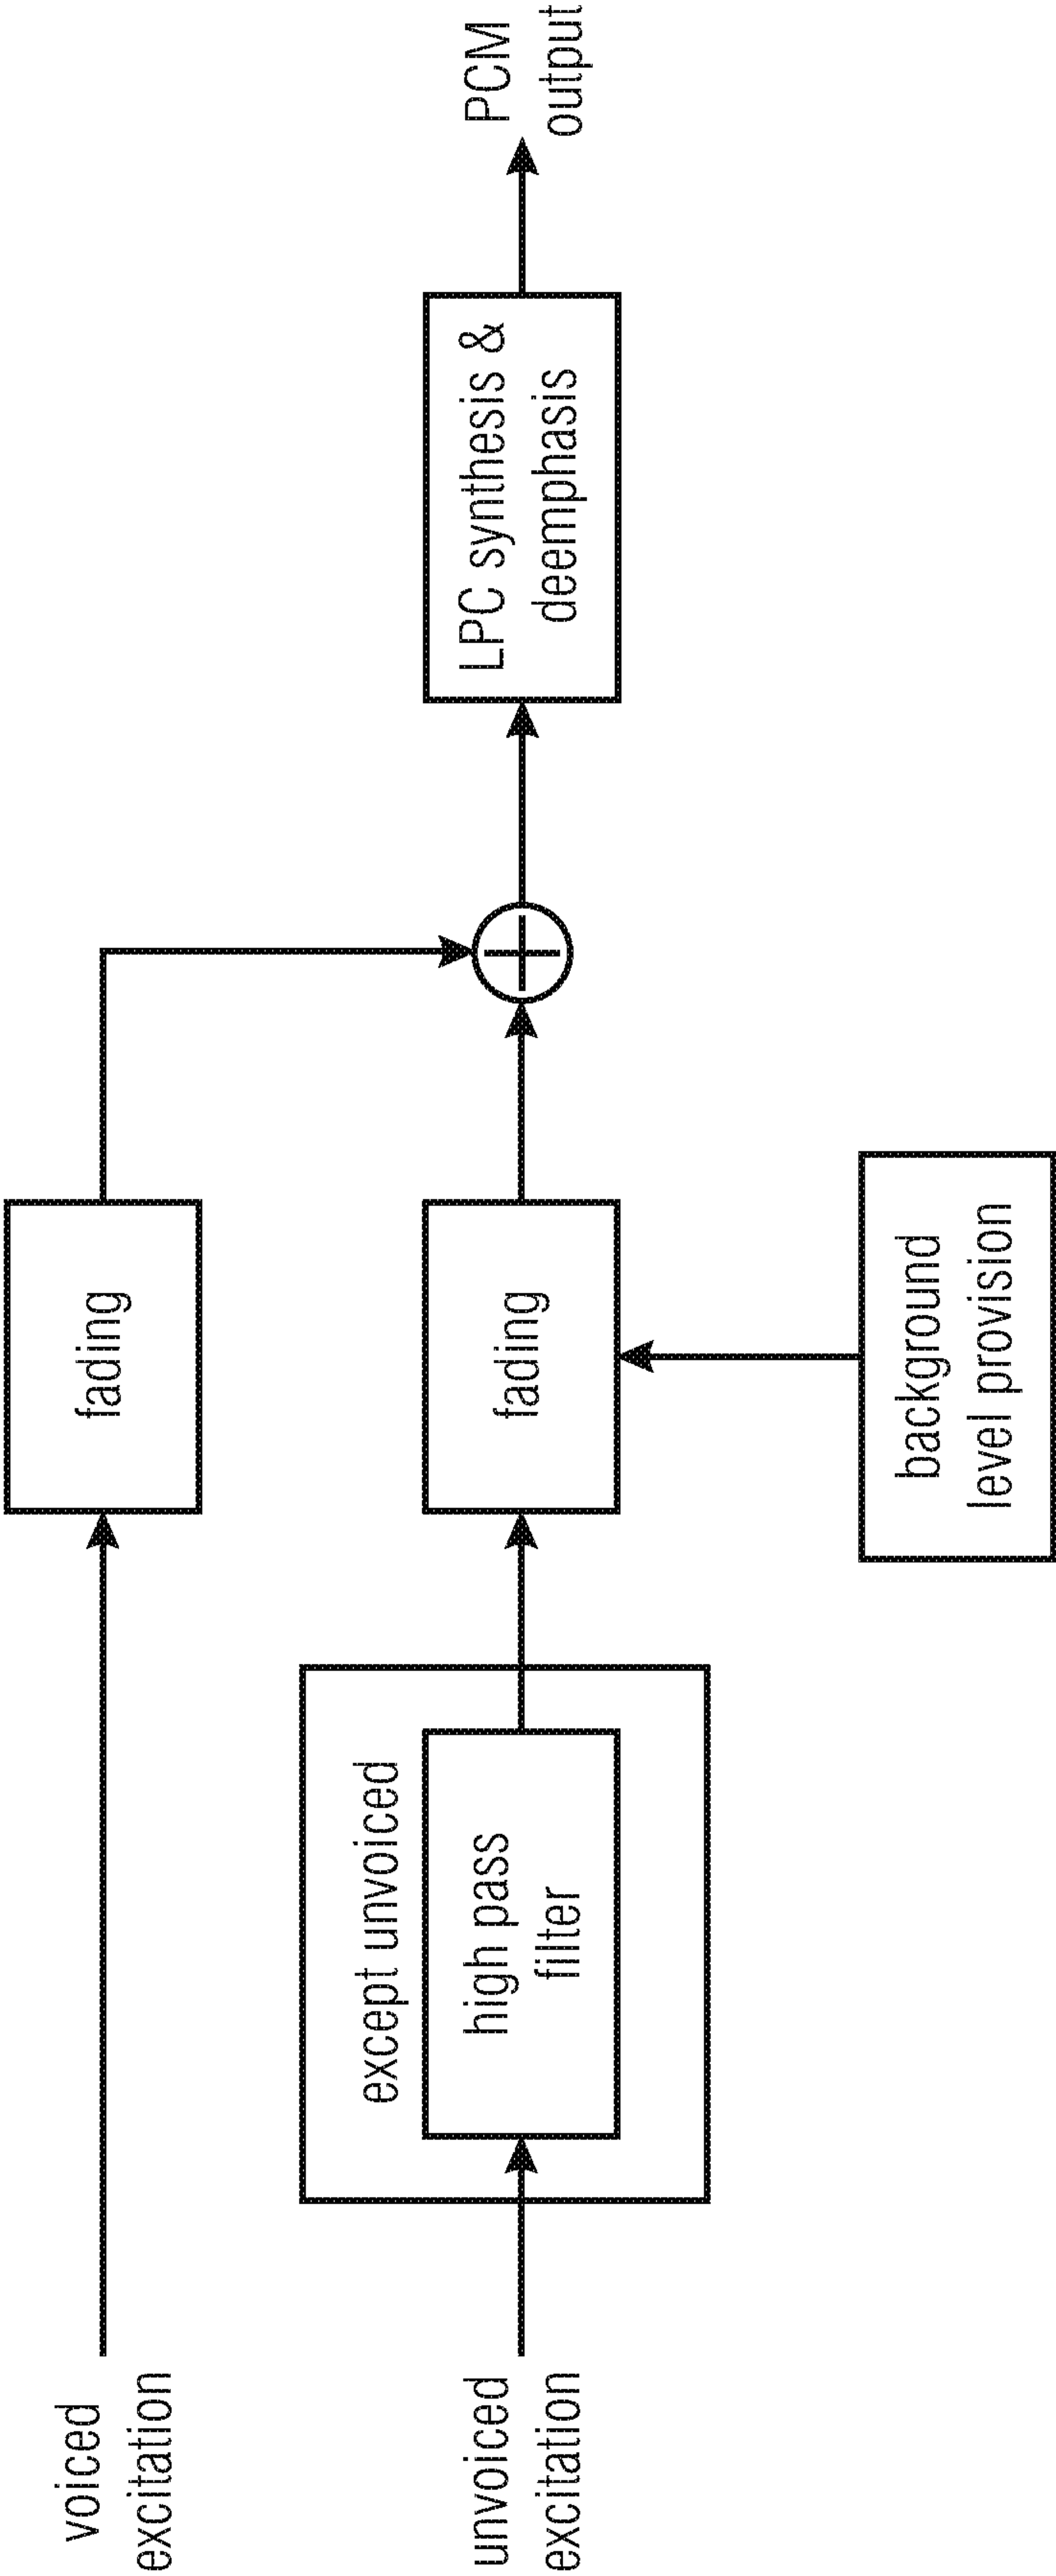 voiced
excitation
fading
unvoiced
excitation
except unvoiced
high pass
filter
fading
background
level provision
LPC synthesis &
deemphasis
PCM
output